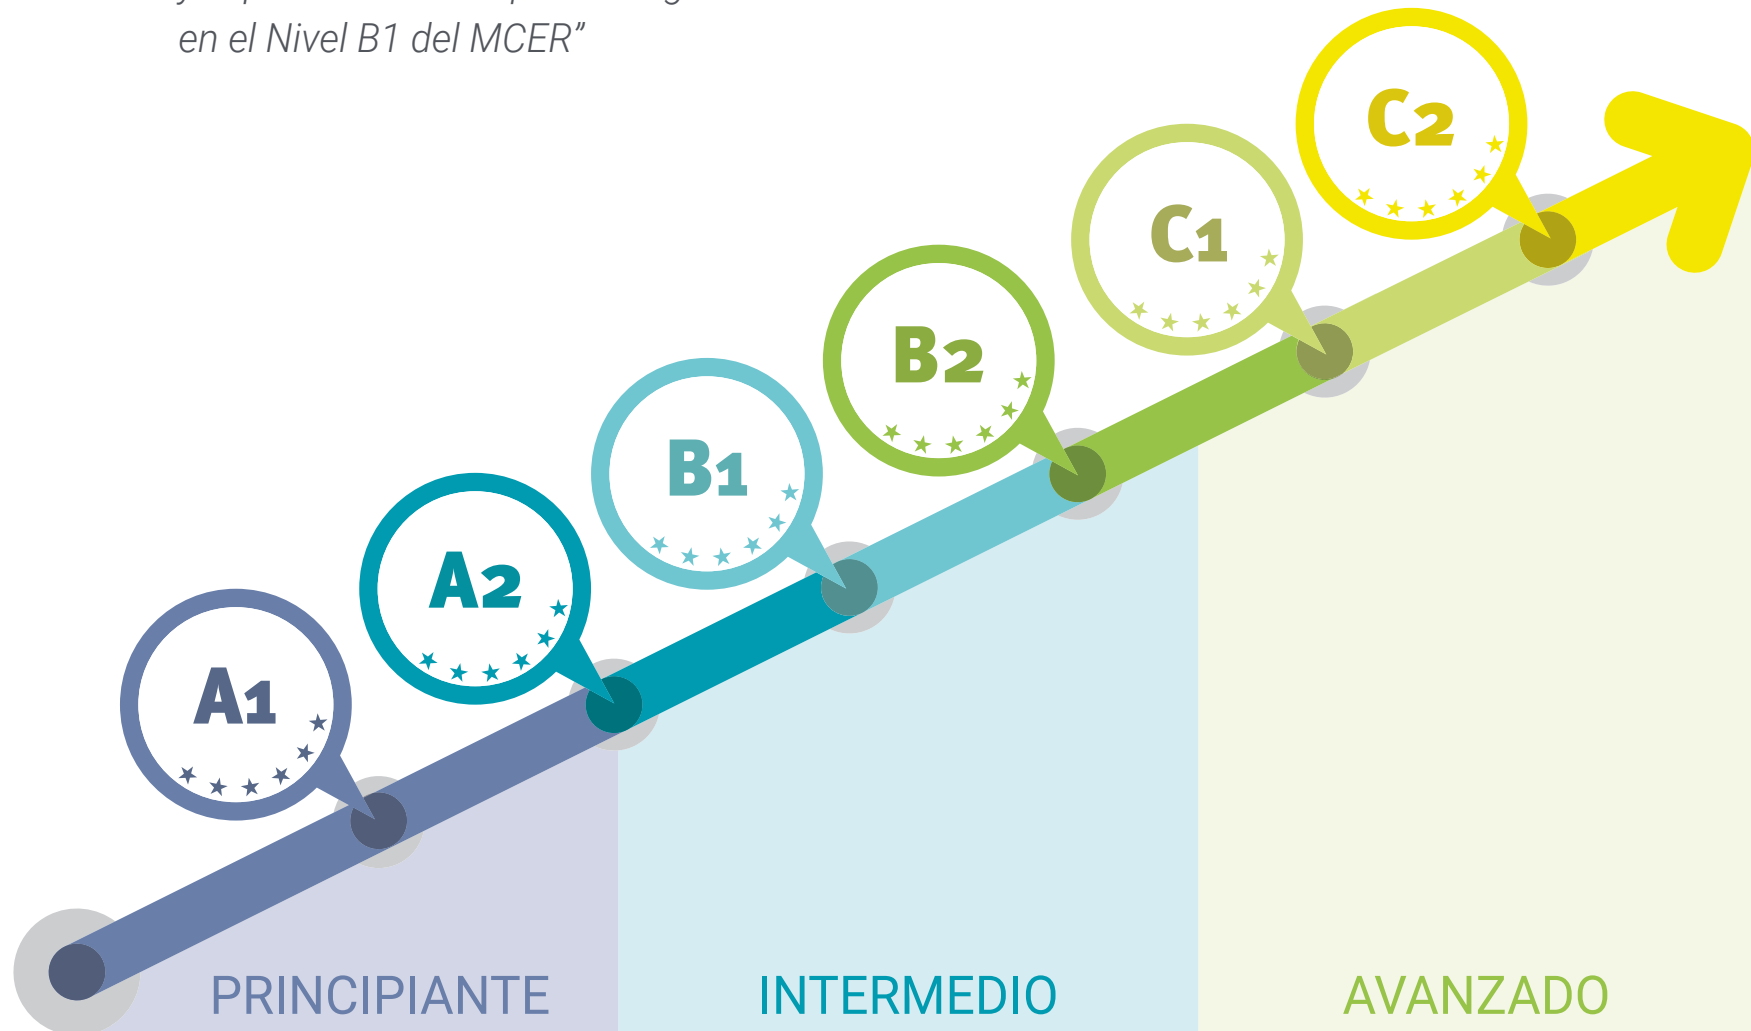 en el Nivel B1 del MCER”
C2
C1
B2
B1
A2
A1
PRINCIPIANTE
INTERMEDIO
AVANZADO